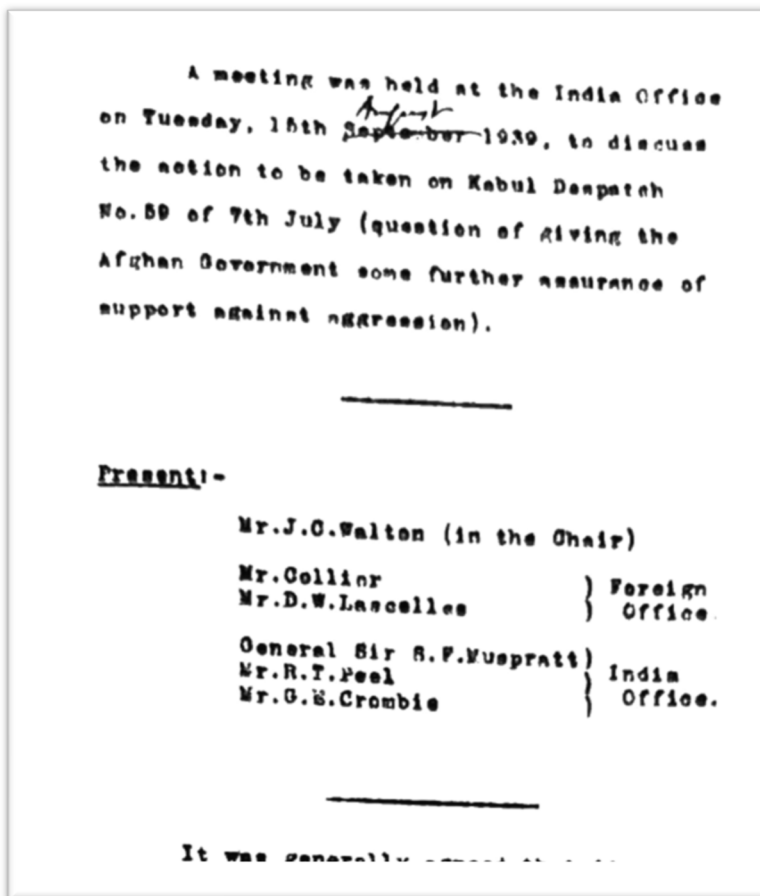 A meeting was held at the India Office
August
on Tuesday, 15th September 1939, to discuss
the action to be taken on Kabul Despatch
No.59 of 7th July (question of giving the
Afghan Government some further assurance of
support against aggression).
Present:-
Mr.J.C.Walton (in the Chair)
Mr.Collier ) Foreign
Mr.D.W.Lascelles ) Office.
General Sir S.F.Muspratt)
Mr.R.T.Peel ) India
Mr.G.E.Crombie ) Office.
It was generally